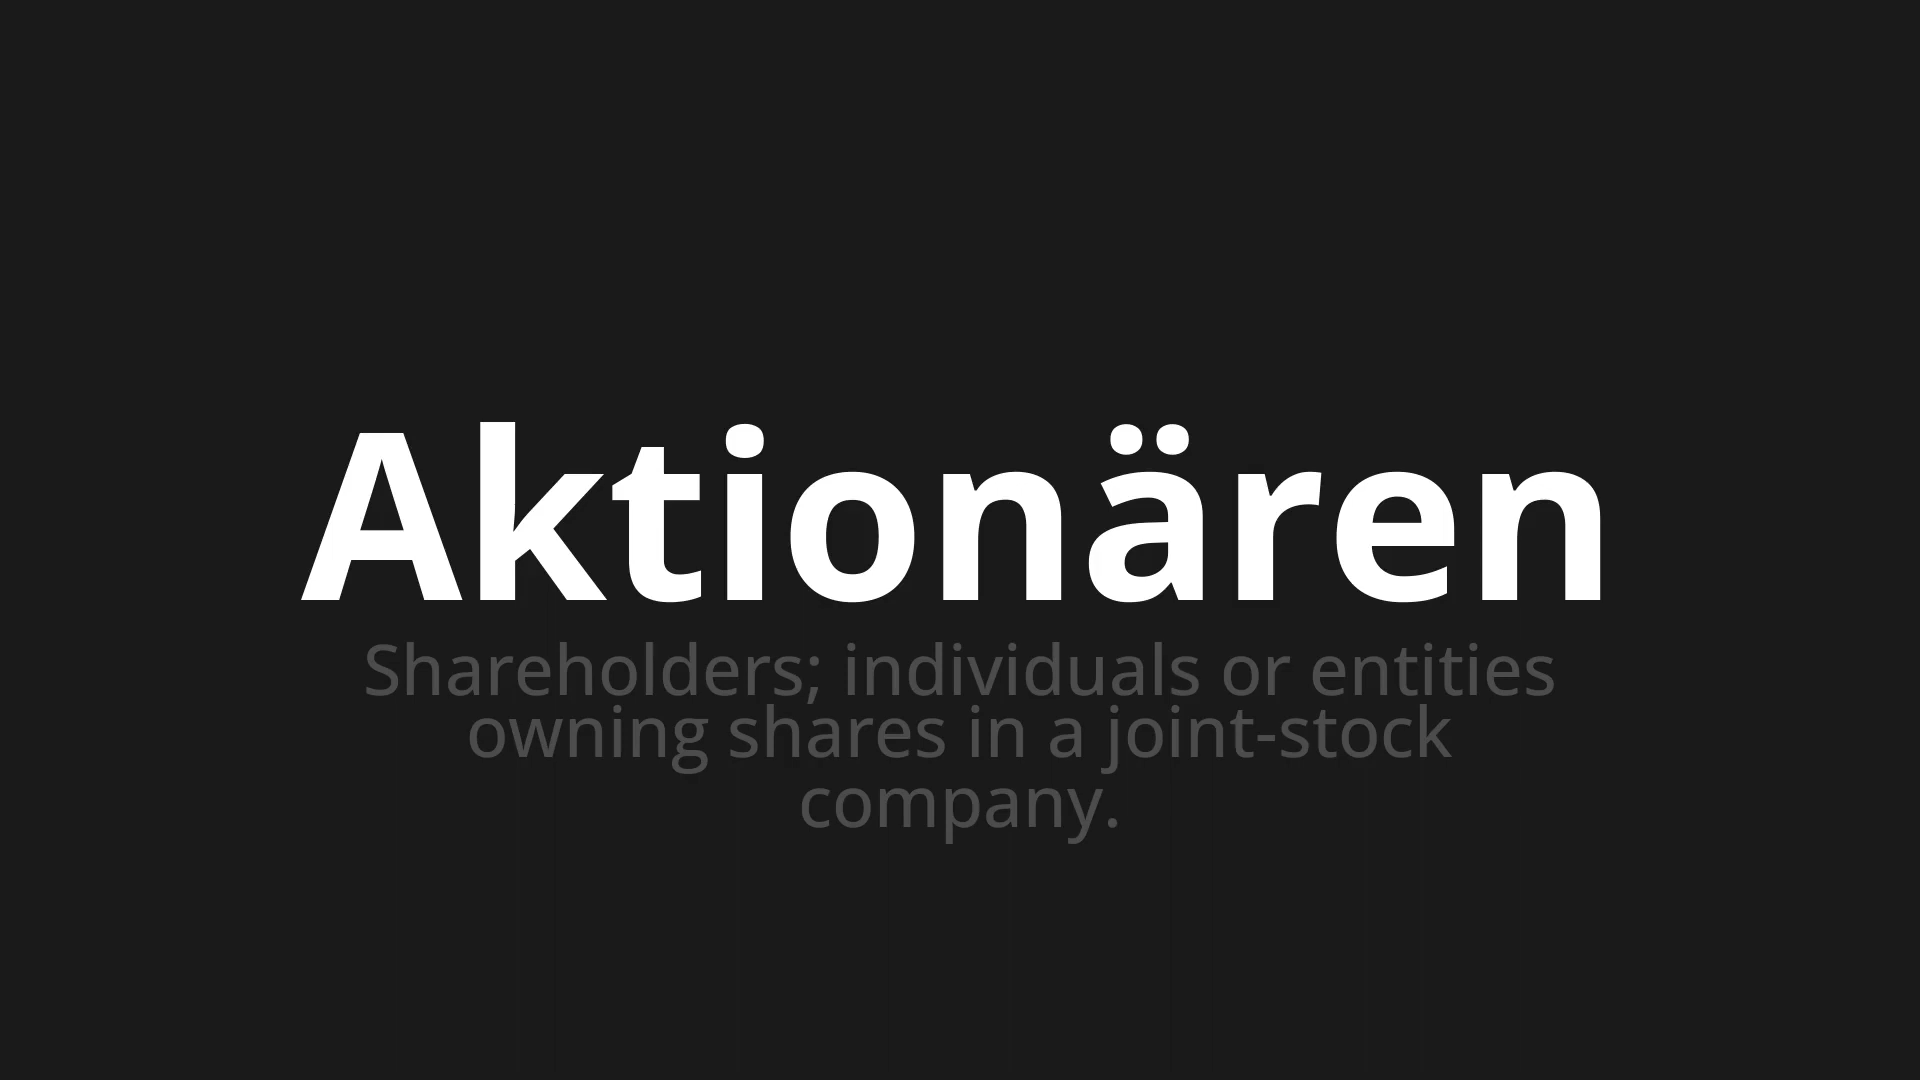 Aktionären
Shareholders; individuals or entities
owning shares in a joint-stock
company.